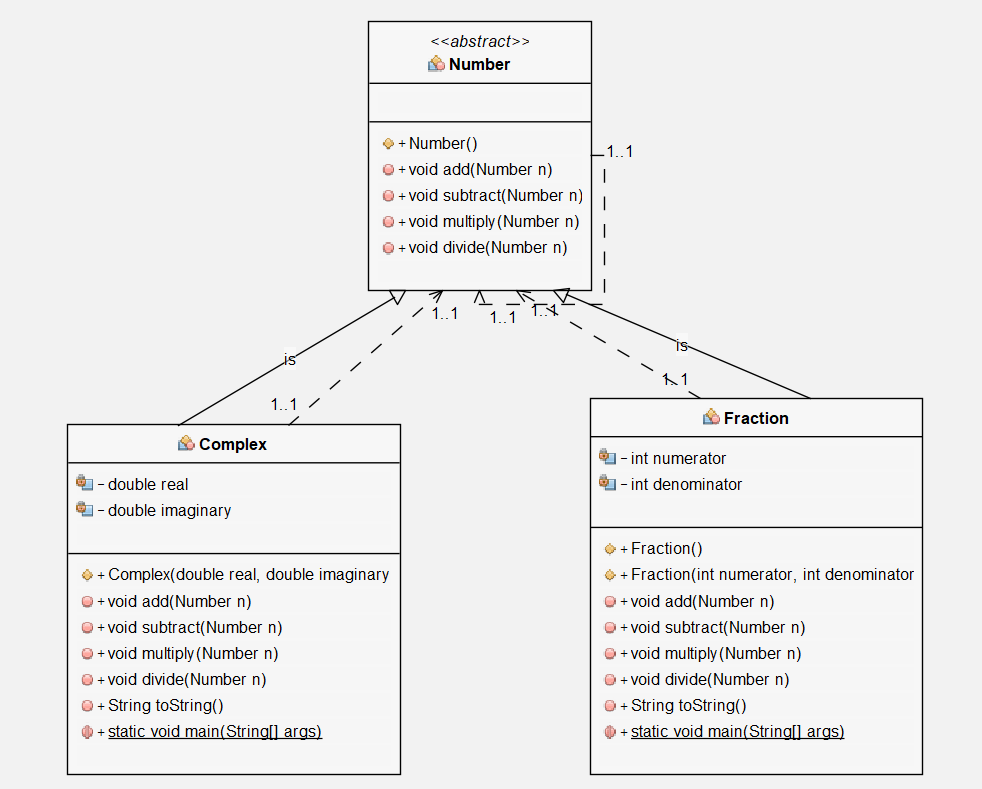 <<abstract>>
Number
+ Number()
+ void add(Number n)
+ void subtract(Number n)
+ void multiply(Number n)
+ void divide(Number n)
1..1
1..1
1..1
1..1
is
is
1..1
1..1
Complex
- double real
- double imaginary
+ Complex(double real, double imaginary
+ void add(Number n)
+ void subtract(Number n)
+ void multiply(Number n)
+ void divide(Number n)
+ String toString()
+ static void main(String[] args)
Fraction
- int numerator
- int denominator
+ Fraction()
+ Fraction(int numerator, int denominator
+ void add(Number n)
+ void subtract(Number n)
+ void multiply(Number n)
+ void divide(Number n)
+ String toString()
+ static void main(String[] args)